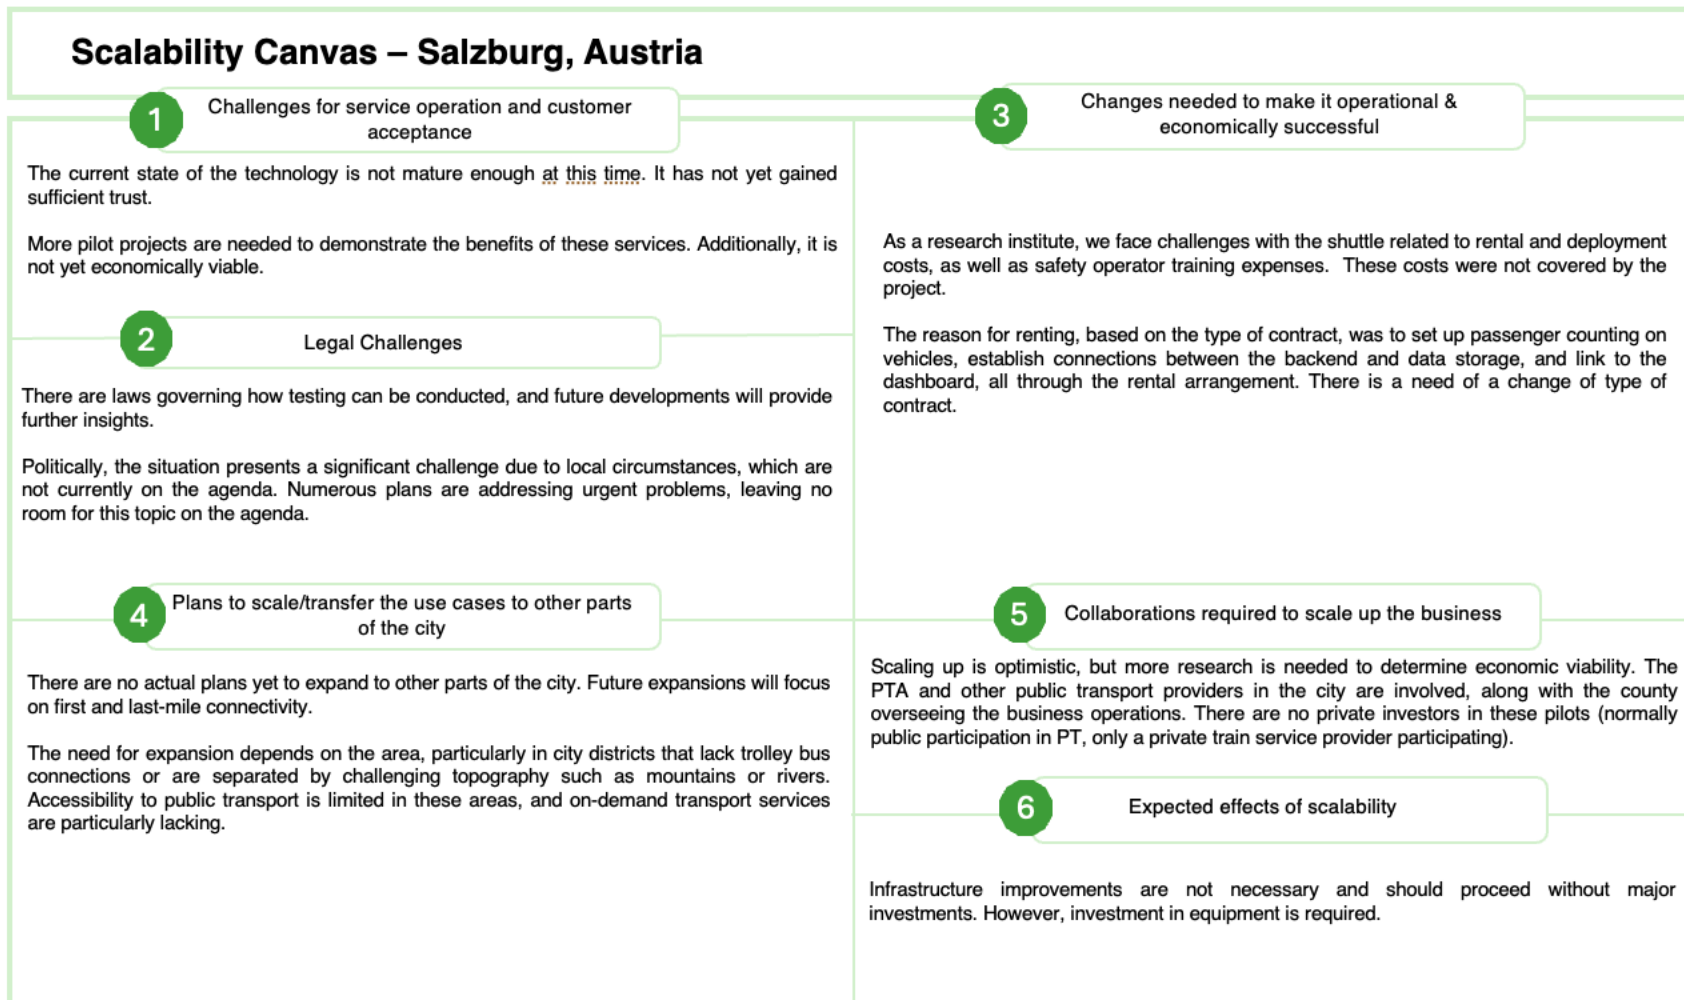 Scalability Canvas – Salzburg, Austria
1
Challenges for service operation and customer
acceptance
The current state of the technology is not mature enough at this time. It has not yet gained
sufficient trust.
More pilot projects are needed to demonstrate the benefits of these services. Additionally, it is
not yet economically viable.
2
Legal Challenges
There are laws governing how testing can be conducted, and future developments will provide
further insights.
Politically, the situation presents a significant challenge due to local circumstances, which are
not currently on the agenda. Numerous plans are addressing urgent problems, leaving no
room for this topic on the agenda.
3
Changes needed to make it operational &
economically successful
As a research institute, we face challenges with the shuttle related to rental and deployment
costs, as well as safety operator training expenses.  These costs were not covered by the
project.
The reason for renting, based on the type of contract, was to set up passenger counting on
vehicles, establish connections between the backend and data storage, and link to the
dashboard, all through the rental arrangement. There is a need of a change of type of
contract.
4
Plans to scale/transfer the use cases to other parts
of the city
There are no actual plans yet to expand to other parts of the city. Future expansions will focus
on first and last-mile connectivity.
The need for expansion depends on the area, particularly in city districts that lack trolley bus
connections or are separated by challenging topography such as mountains or rivers.
Accessibility to public transport is limited in these areas, and on-demand transport services
are particularly lacking.
5
Collaborations required to scale up the business
Scaling up is optimistic, but more research is needed to determine economic viability. The
PTA and other public transport providers in the city are involved, along with the county
overseeing the business operations. There are no private investors in these pilots (normally
public participation in PT, only a private train service provider participating).
6
Expected effects of scalability
Infrastructure improvements are not necessary and should proceed without major
investments. However, investment in equipment is required.